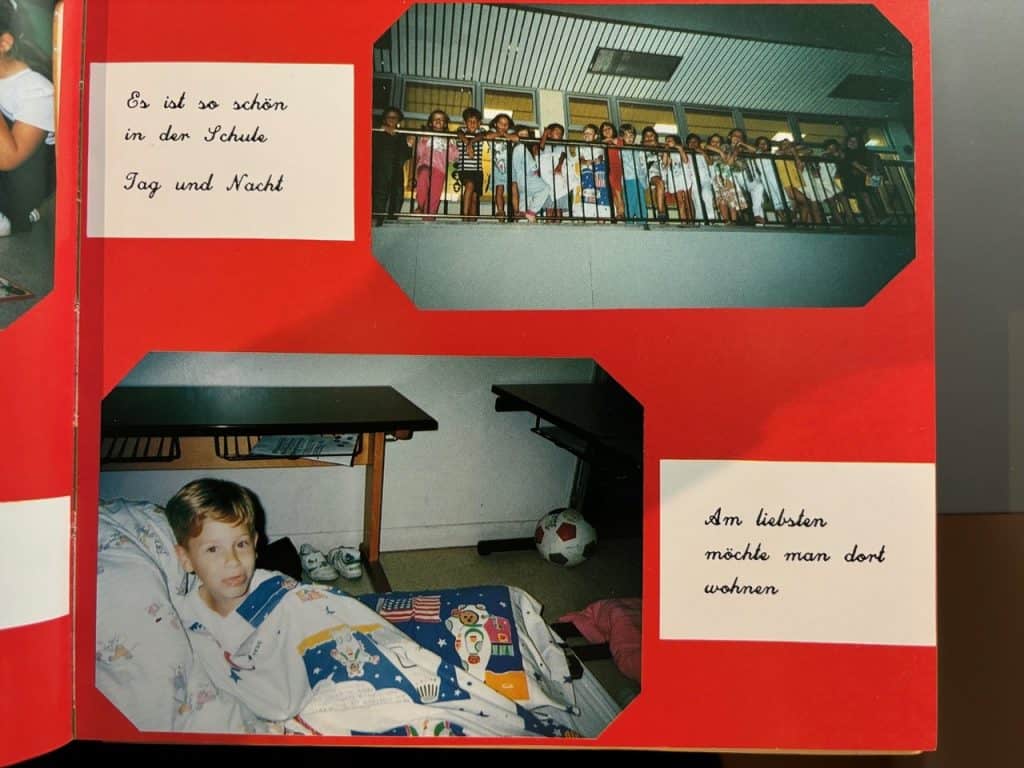 Es ist so schön
in der Schule
Tag und Nacht
Am liebsten
möchte man dort
wohnen